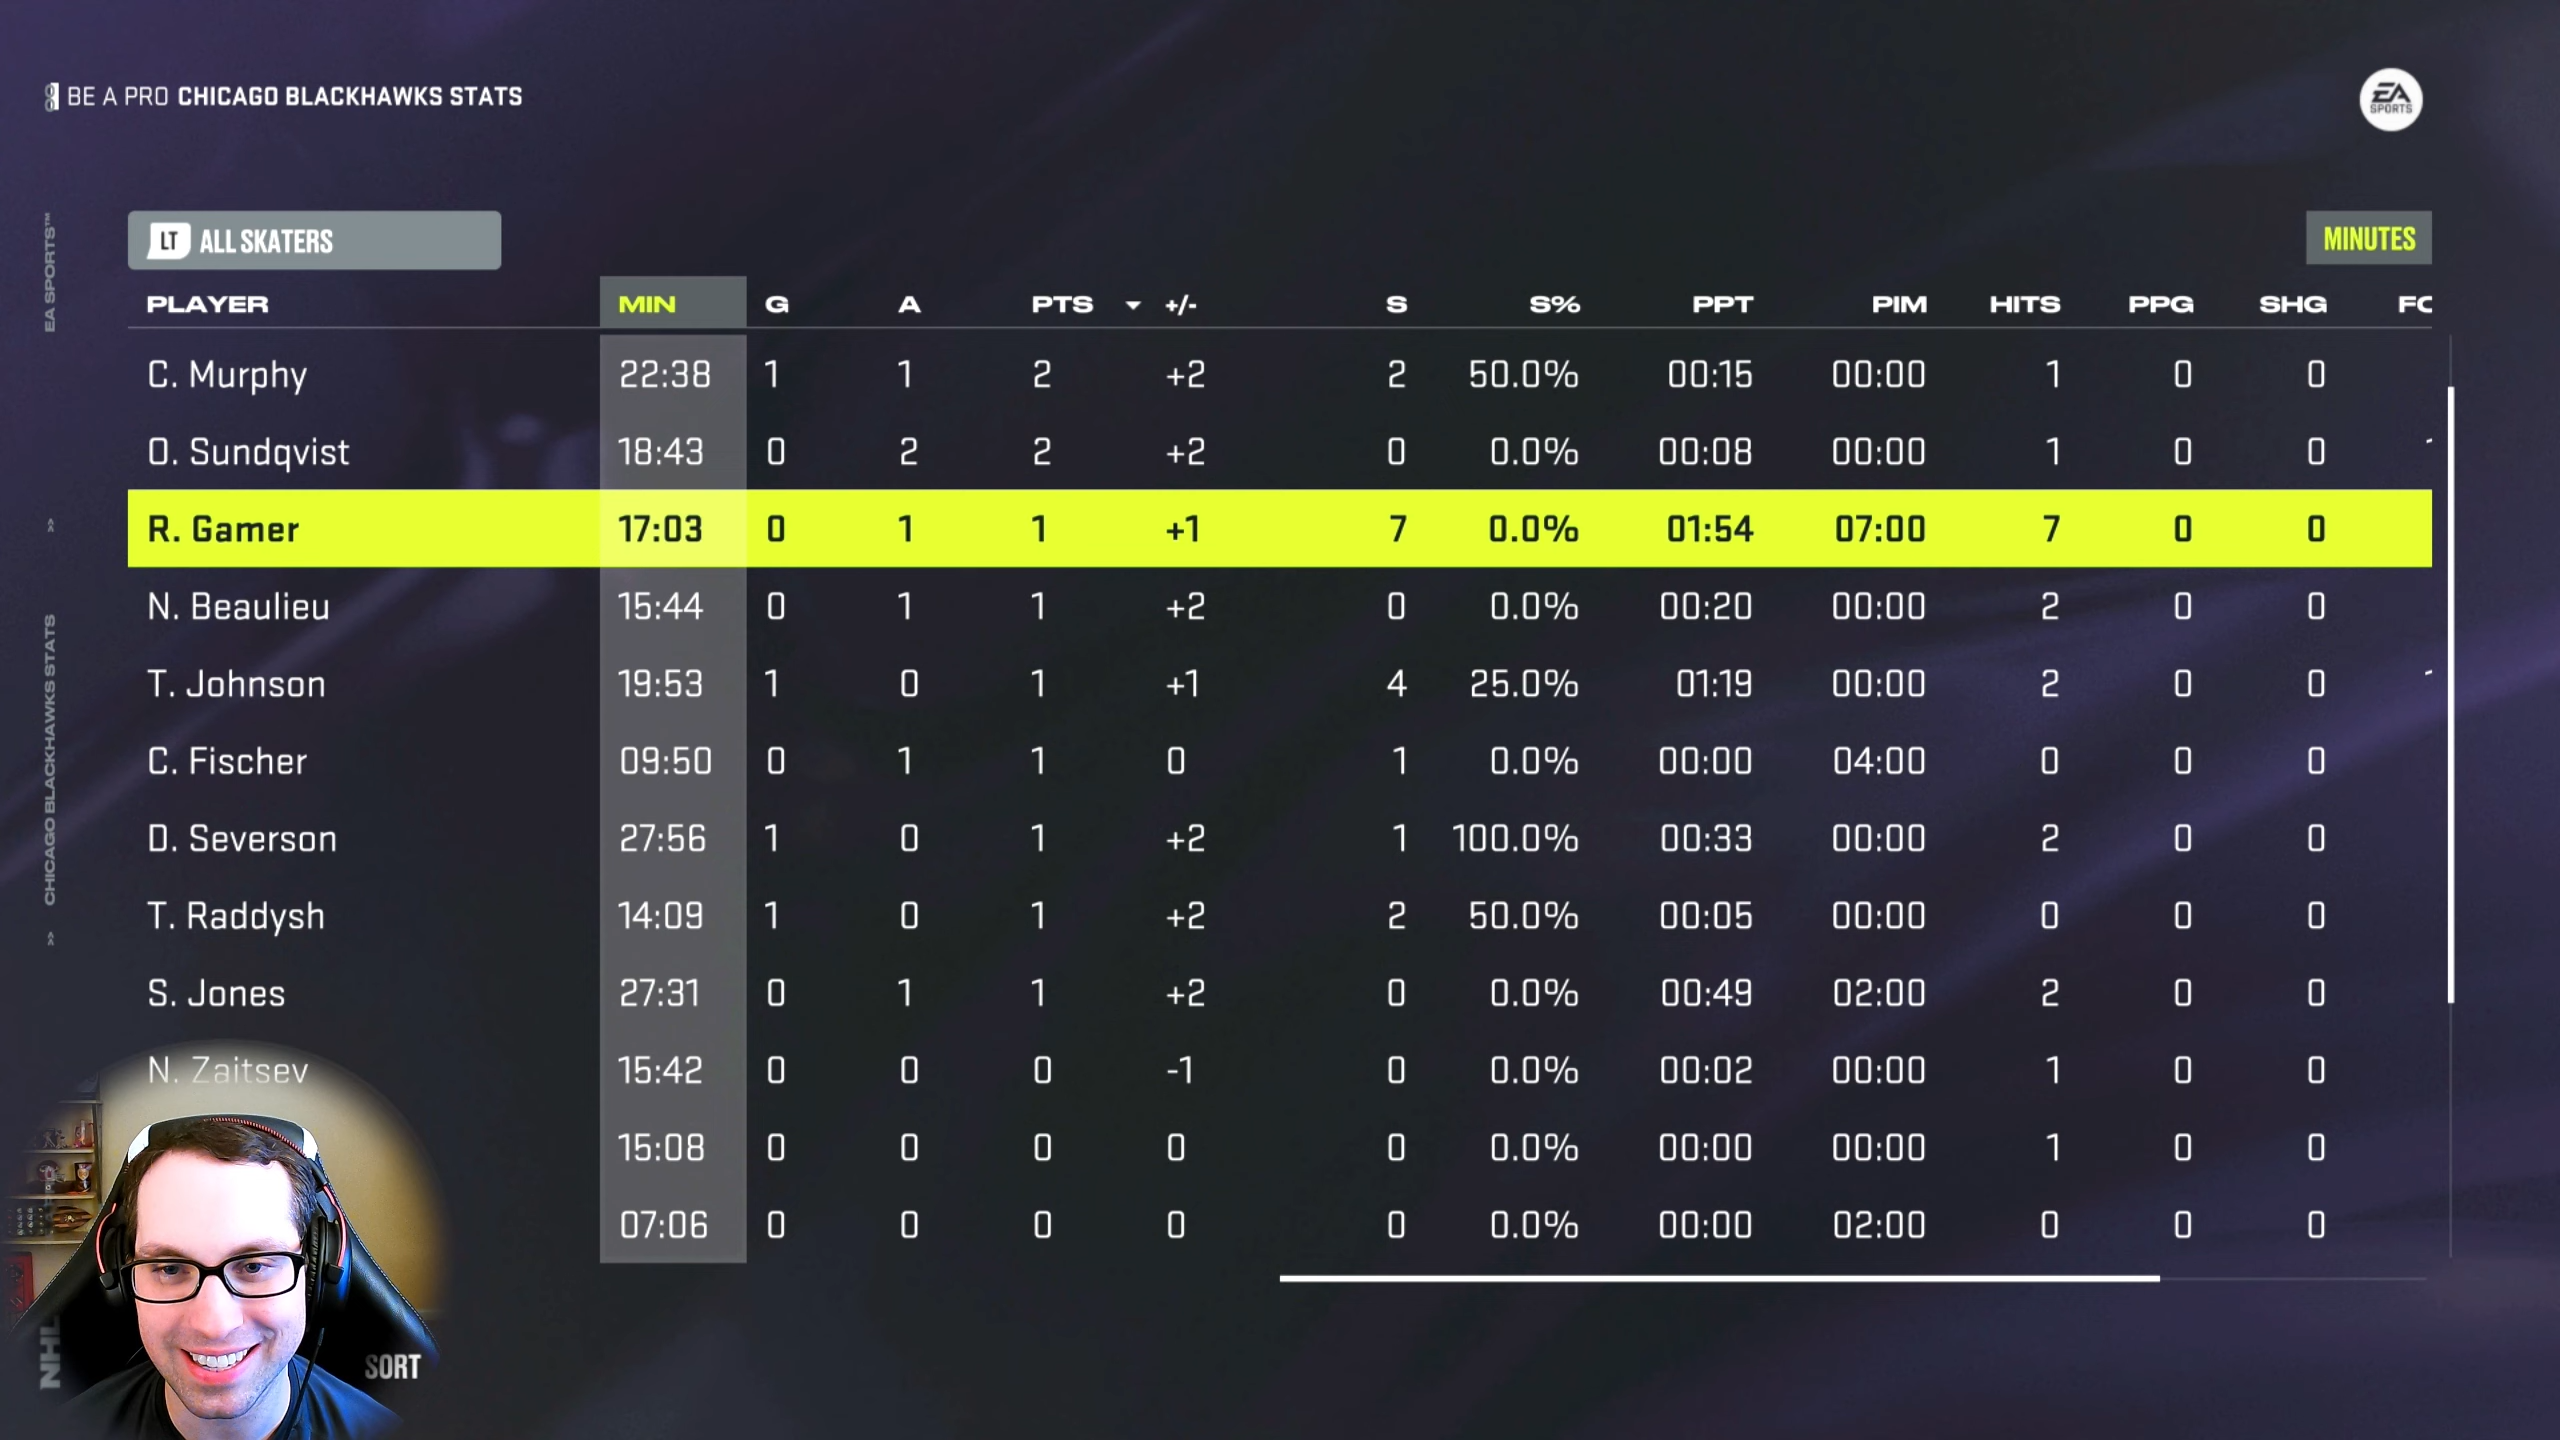 BE A PRO CHICAGO BLACKHAWKS STATS
EA SPORTS
LT ALL SKATERS
MINUTES
PLAYER MIN G A PTS +/- S S% PPT PIM HITS PPG SHG
C. Murphy 22:38 1 1 2 +2 2 50.0% 00:15 00:00 1 0 0
O. Sundqvist 18:43 0 2 2 +2 0 0.0% 00:08 00:00 1 0 0
R. Gamer 17:03 0 1 1 +1 7 0.0% 01:54 07:00 7 0 0
N. Beaulieu 15:44 0 1 1 +2 0 0.0% 00:20 00:00 2 0 0
T. Johnson 19:53 1 0 1 +1 4 25.0% 01:19 00:00 2 0 0
C. Fischer 09:50 0 1 1 0 1 0.0% 00:00 04:00 0 0 0
D. Severson 27:56 1 0 1 +2 1 100.0% 00:33 00:00 2 0 0
T. Raddysh 14:09 1 0 1 +2 2 50.0% 00:05 00:00 0 0 0
S. Jones 27:31 0 1 1 +2 0 0.0% 00:49 02:00 2 0 0
N. Zaitsev 15:42 0 0 0 -1 0 0.0% 00:02 00:00 1 0 0
15:08 0 0 0 0 0 0.0% 00:00 00:00 1 0 0
07:06 0 0 0 0 0 0.0% 00:00 02:00 0 0 0
SORT
NHL
CHICAGO BLACKHAWKS STATS
EA SPORTS™